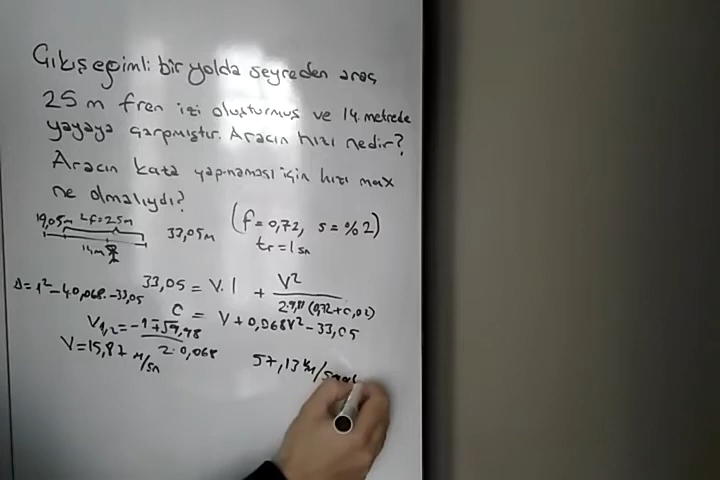 Çıkış eğimli bir yolda seyreden araç
25 m fren izi oluşturmuş ve 14. metrede
yayaya çarpmıştır. Aracın hızı nedir?
Aracın kaza yapmaması için hızı max
ne olmalıydı?
(f=0,72, s=%2)
tr=1sn
19,05m Lf=25m
14m
33,05m
33,05 = V.1 + V² / 2.9,81(0,72+0,02)
Δ=1²-4.0,068.-33,05
0 = V+0,068V²-33,05
V1,2=-1∓√9,98 / 2.0,068
V=15,87 m/sn
57,13 km/saat